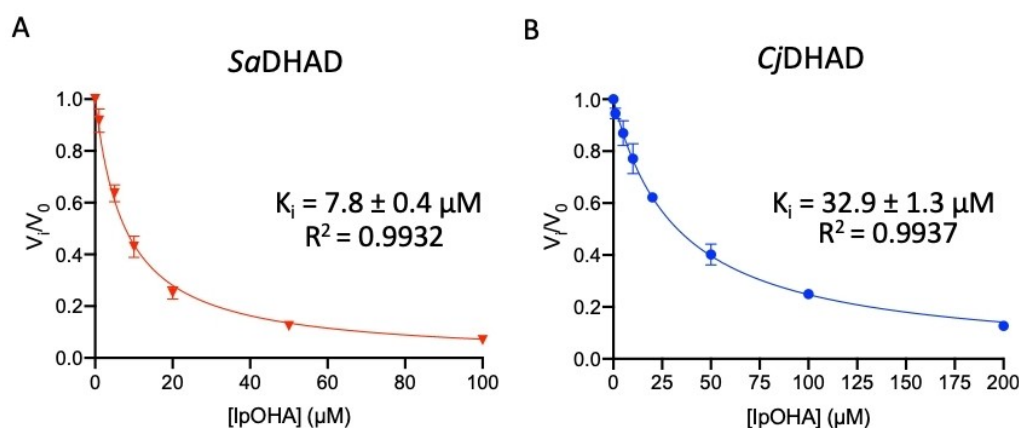 A
SaDHAD
1.0
0.8
0.6
0.4
0.2
0.0
Vi/V0
Ki = 7.8 ± 0.4 µM
R² = 0.9932
0 20 40 60 80 100
[IpOHA] (µM)
B
CjDHAD
1.0
0.8
0.6
0.4
0.2
0.0
Vi/V0
Ki = 32.9 ± 1.3 µM
R² = 0.9937
0 25 50 75 100 125 150 175 200
[IpOHA] (µM)